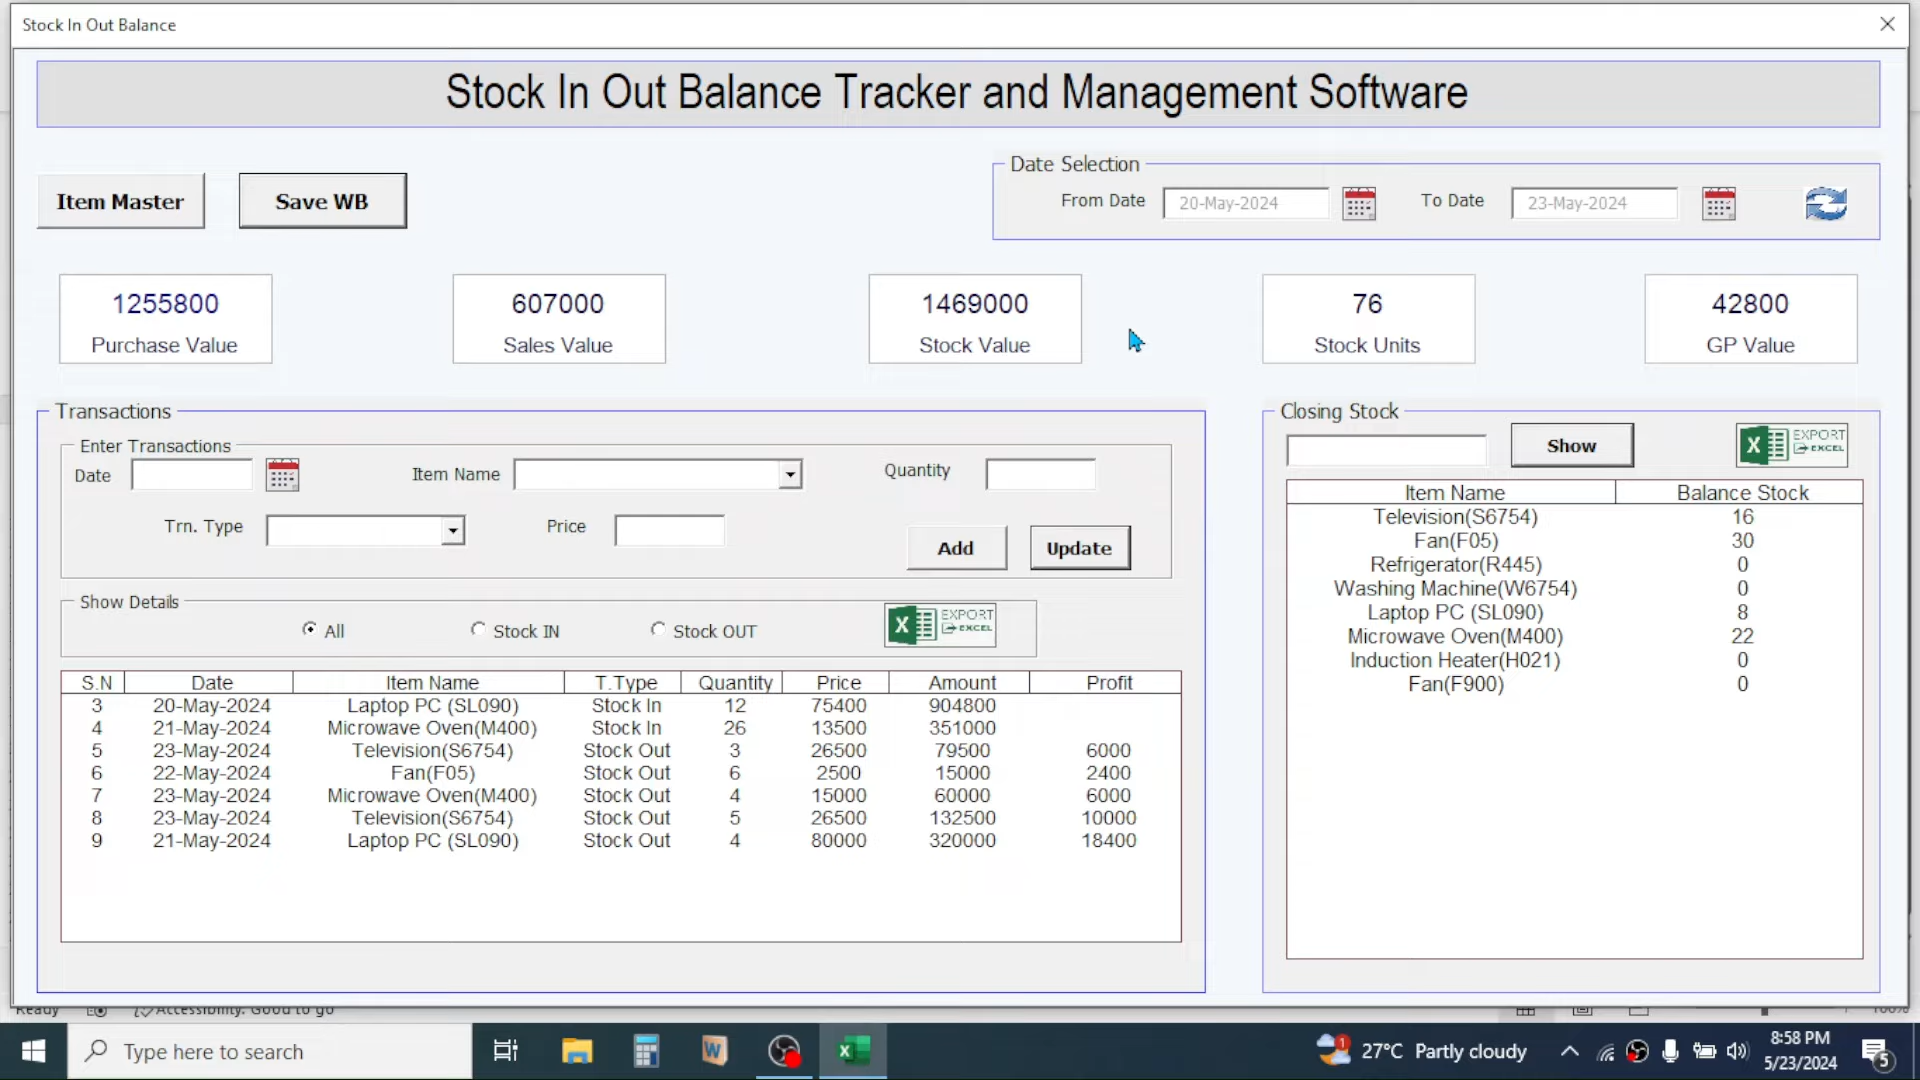 Stock In Out Balance
Stock In Out Balance Tracker and Management Software
Item Master
Save WB
Date Selection
From Date 20-May-2024 To Date 23-May-2024
1255800 607000 1469000 76 42800
Purchase Value Sales Value Stock Value Stock Units GP Value
Transactions
Enter Transactions
Date Item Name Quantity
Trn. Type Price
Add Update
Show Details
All Stock IN Stock OUT
EXPORT
EXCEL
S.N Date Item Name T.Type Quantity Price Amount Profit
3 20-May-2024 Laptop PC (SL090) Stock In 12 75400 904800
4 21-May-2024 Microwave Oven(M400) Stock In 26 13500 351000
5 23-May-2024 Television(S6754) Stock Out 3 26500 79500 6000
6 22-May-2024 Fan(F05) Stock Out 6 2500 15000 2400
7 23-May-2024 Microwave Oven(M400) Stock Out 4 15000 60000 6000
8 23-May-2024 Television(S6754) Stock Out 5 26500 132500 10000
9 21-May-2024 Laptop PC (SL090) Stock Out 4 80000 320000 18400
Closing Stock
Show
EXPORT
EXCEL
Item Name Balance Stock
Television(S6754) 16
Fan(F05) 30
Refrigerator(R445) 0
Washing Machine(W6754) 0
Laptop PC (SL090) 8
Microwave Oven(M400) 22
Induction Heater(H021) 0
Fan(F900) 0
Ready Accessibility: Good to go 100%
Type here to search
W
X
1
27°C Partly cloudy
8:58 PM
5/23/2024
5